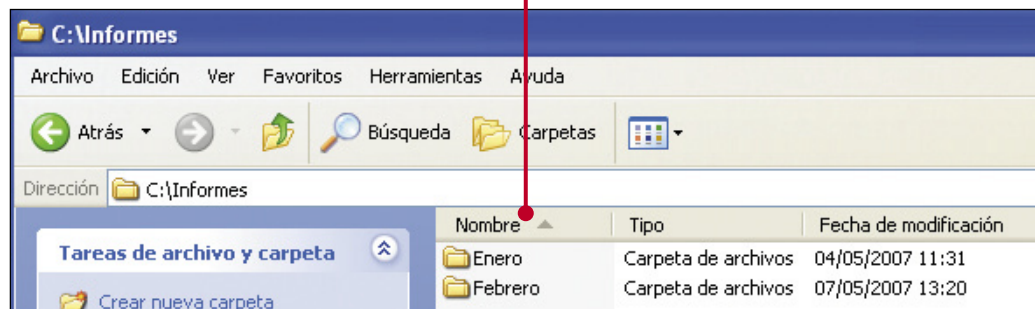 C:\Informes
Archivo Edición Ver Favoritos Herramientas Ayuda
Atrás Búsqueda Carpetas
Dirección C:\Informes
Nombre Tipo Fecha de modificación
Tareas de archivo y carpeta
Enero Carpeta de archivos 04/05/2007 11:31
Crear nueva carpeta
Febrero Carpeta de archivos 07/05/2007 13:20